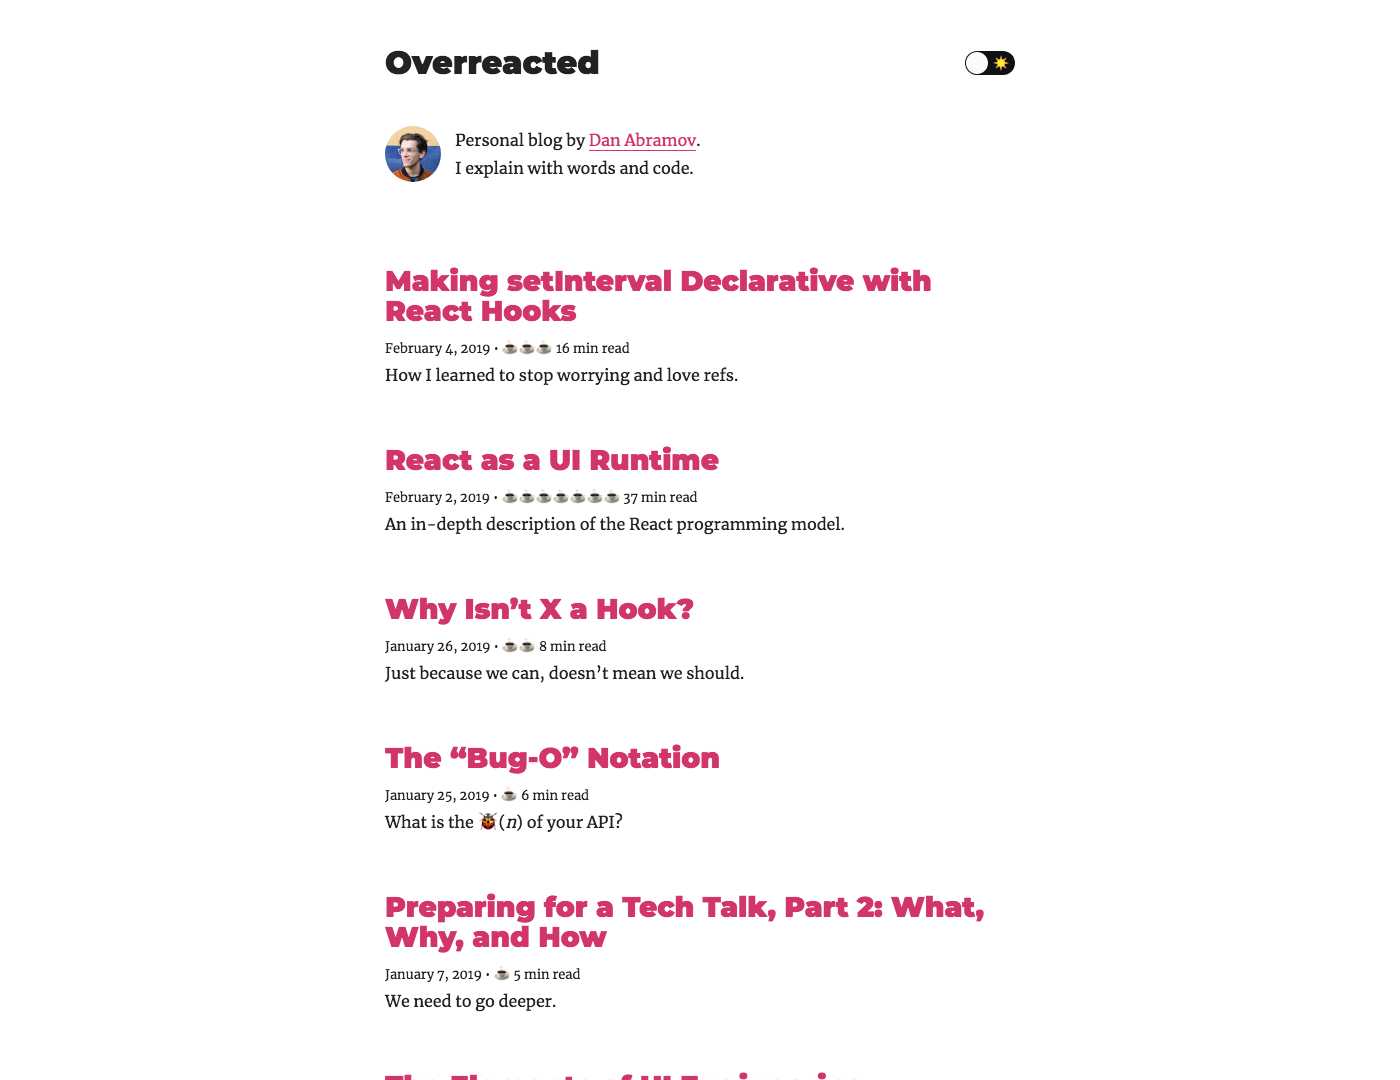 Overreacted
Personal blog by Dan Abramov.
I explain with words and code.
Making setInterval Declarative with
React Hooks
February 4, 2019 • ☕☕☕ 16 min read
How I learned to stop worrying and love refs.
React as a UI Runtime
February 2, 2019 • ☕☕☕☕☕☕☕ 37 min read
An in-depth description of the React programming model.
Why Isn’t X a Hook?
January 26, 2019 • ☕☕ 8 min read
Just because we can, doesn’t mean we should.
The “Bug-O” Notation
January 25, 2019 • ☕ 6 min read
What is the 🐞(n) of your API?
Preparing for a Tech Talk, Part 2: What,
Why, and How
January 7, 2019 • ☕ 5 min read
We need to go deeper.
The Elements of UI Engineering